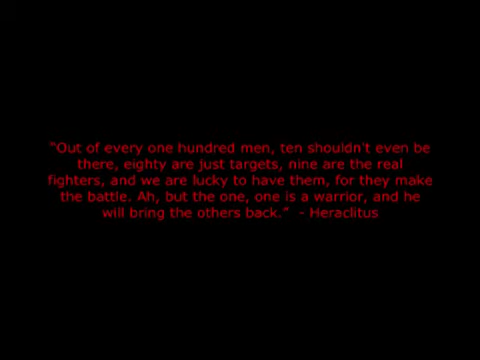 "Out of every one hundred men, ten shouldn't even be
there, eighty are just targets, nine are the real
fighters, and we are lucky to have them, for they make
the battle. Ah, but the one, one is a warrior, and he
will bring the others back." - Heraclitus